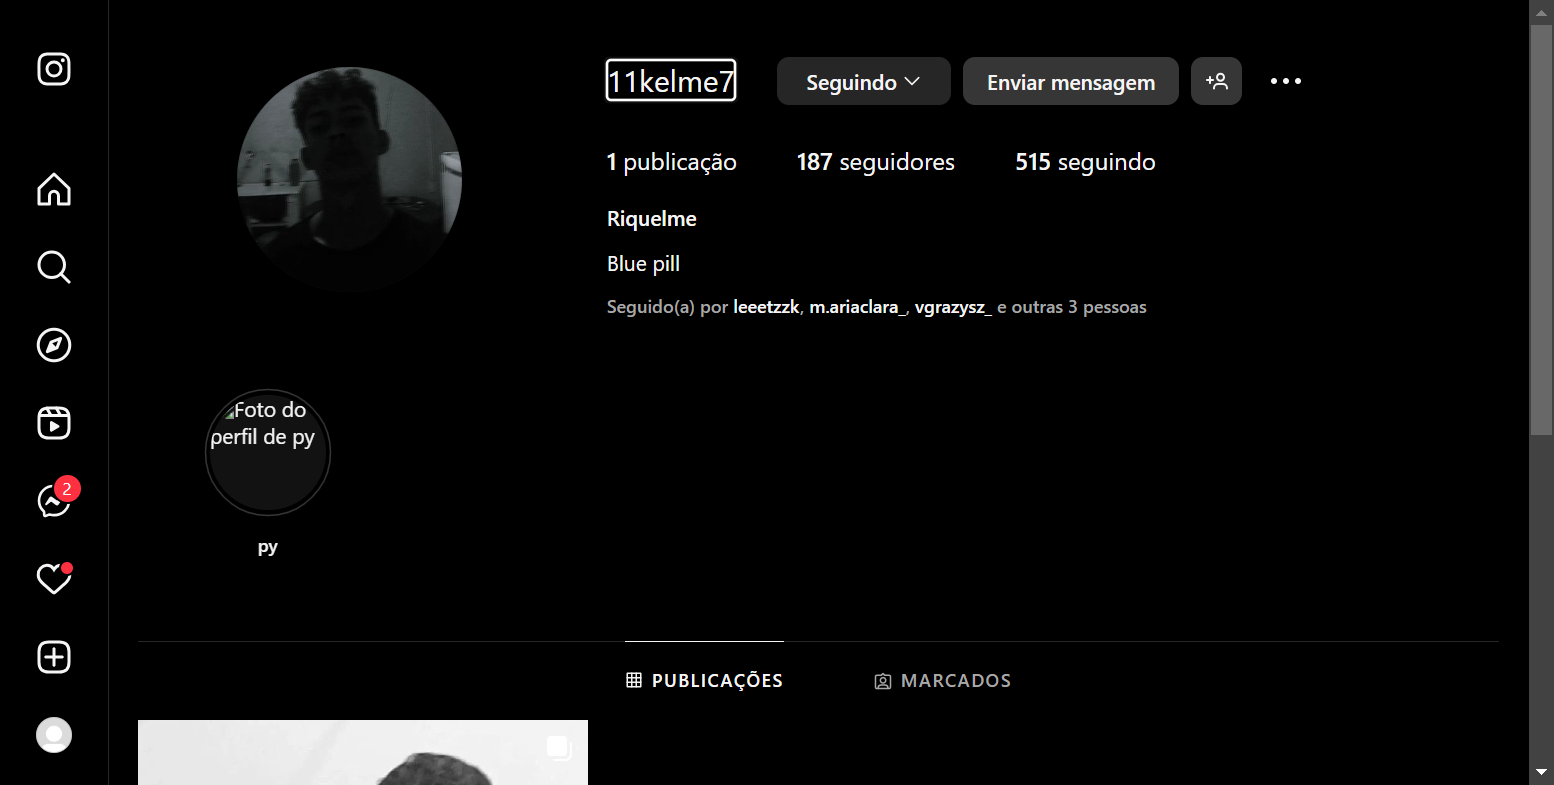 11kelme7
Seguindo
Enviar mensagem
1 publicação
187 seguidores
515 seguindo
Riquelme
Blue pill
Seguido(a) por leeetzzk, m.ariaclara_, vgrazysz_ e outras 3 pessoas
Foto do
perfil de py
py
2
PUBLICAÇÕES
MARCADOS